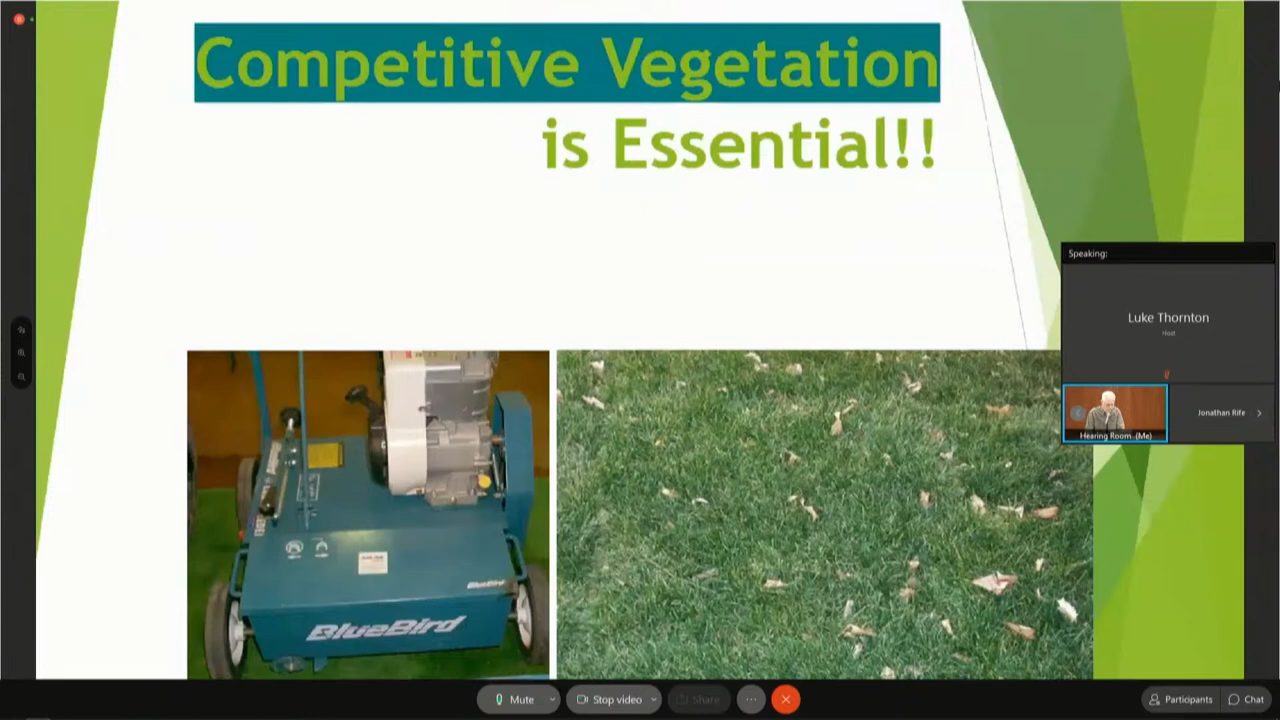 Competitive Vegetation
is Essential!!
Speaking:
Luke Thornton
Host
Hearing Room (Me)
Jonathan Rife
BlueBird
BLUEBIRD
Mute
Stop video
Share
Participants
Chat